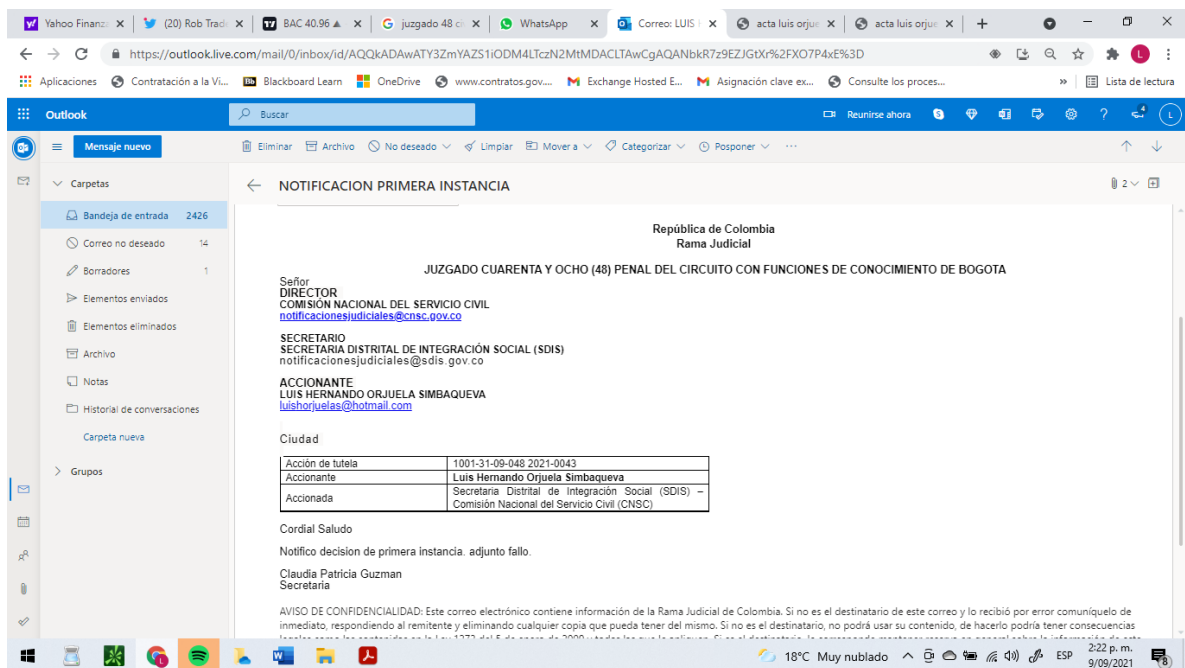 Yahoo Finanz
(20) Rob Trad
BAC 40.96 ▲
juzgado 48 ci
WhatsApp
Correo: LUIS
acta luis orjue
acta luis orjue
https://outlook.live.com/mail/0/inbox/id/AQQkADAwATY3ZmYAZS1iODM4LTczN2MtMDACLTAwCgAQANbkR7z9EZJGtXr%2FXO7P4xE%3D
Aplicaciones
Contratación a la Vi...
Blackboard Learn
OneDrive
www.contratos.gov....
Exchange Hosted E...
Asignación clave ex...
Consulte los proces...
»
Lista de lectura
Outlook
Buscar
Reunirse ahora
Mensaje nuevo
Eliminar
Archivo
No deseado
Limpiar
Mover a
Categorizar
Posponer
Carpetas
Bandeja de entrada 2426
Correo no deseado 14
Borradores 1
Elementos enviados
Elementos eliminados
Archivo
Notas
Historial de conversaciones
Carpeta nueva
Grupos
NOTIFICACION PRIMERA INSTANCIA
2
República de Colombia
Rama Judicial
JUZGADO CUARENTA Y OCHO (48) PENAL DEL CIRCUITO CON FUNCIONES DE CONOCIMIENTO DE BOGOTA
Señor
DIRECTOR
COMISIÓN NACIONAL DEL SERVICIO CIVIL
notificacionesjudiciales@cnsc.gov.co
SECRETARIO
SECRETARIA DISTRITAL DE INTEGRACIÓN SOCIAL (SDIS)
notificacionesjudiciales@sdis.gov.co
ACCIONANTE
LUIS HERNANDO ORJUELA SIMBAQUEVA
luishorjuelas@hotmail.com
Ciudad
Acción de tutela 1001-31-09-048 2021-0043
Accionante Luis Hernando Orjuela Simbaqueva
Accionada Secretaria Distrital de Integración Social (SDIS) –
Comisión Nacional del Servicio Civil (CNSC)
Cordial Saludo
Notifico decision de primera instancia. adjunto fallo.
Claudia Patricia Guzman
Secretaria
AVISO DE CONFIDENCIALIDAD: Este correo electrónico contiene información de la Rama Judicial de Colombia. Si no es el destinatario de este correo y lo recibió por error comuníquelo de
inmediato, respondiendo al remitente y eliminando cualquier copia que pueda tener del mismo. Si no es el destinatario, no podrá usar su contenido, de hacerlo podría tener consecuencias
18°C Muy nublado
ESP
2:22 p. m.
9/09/2021